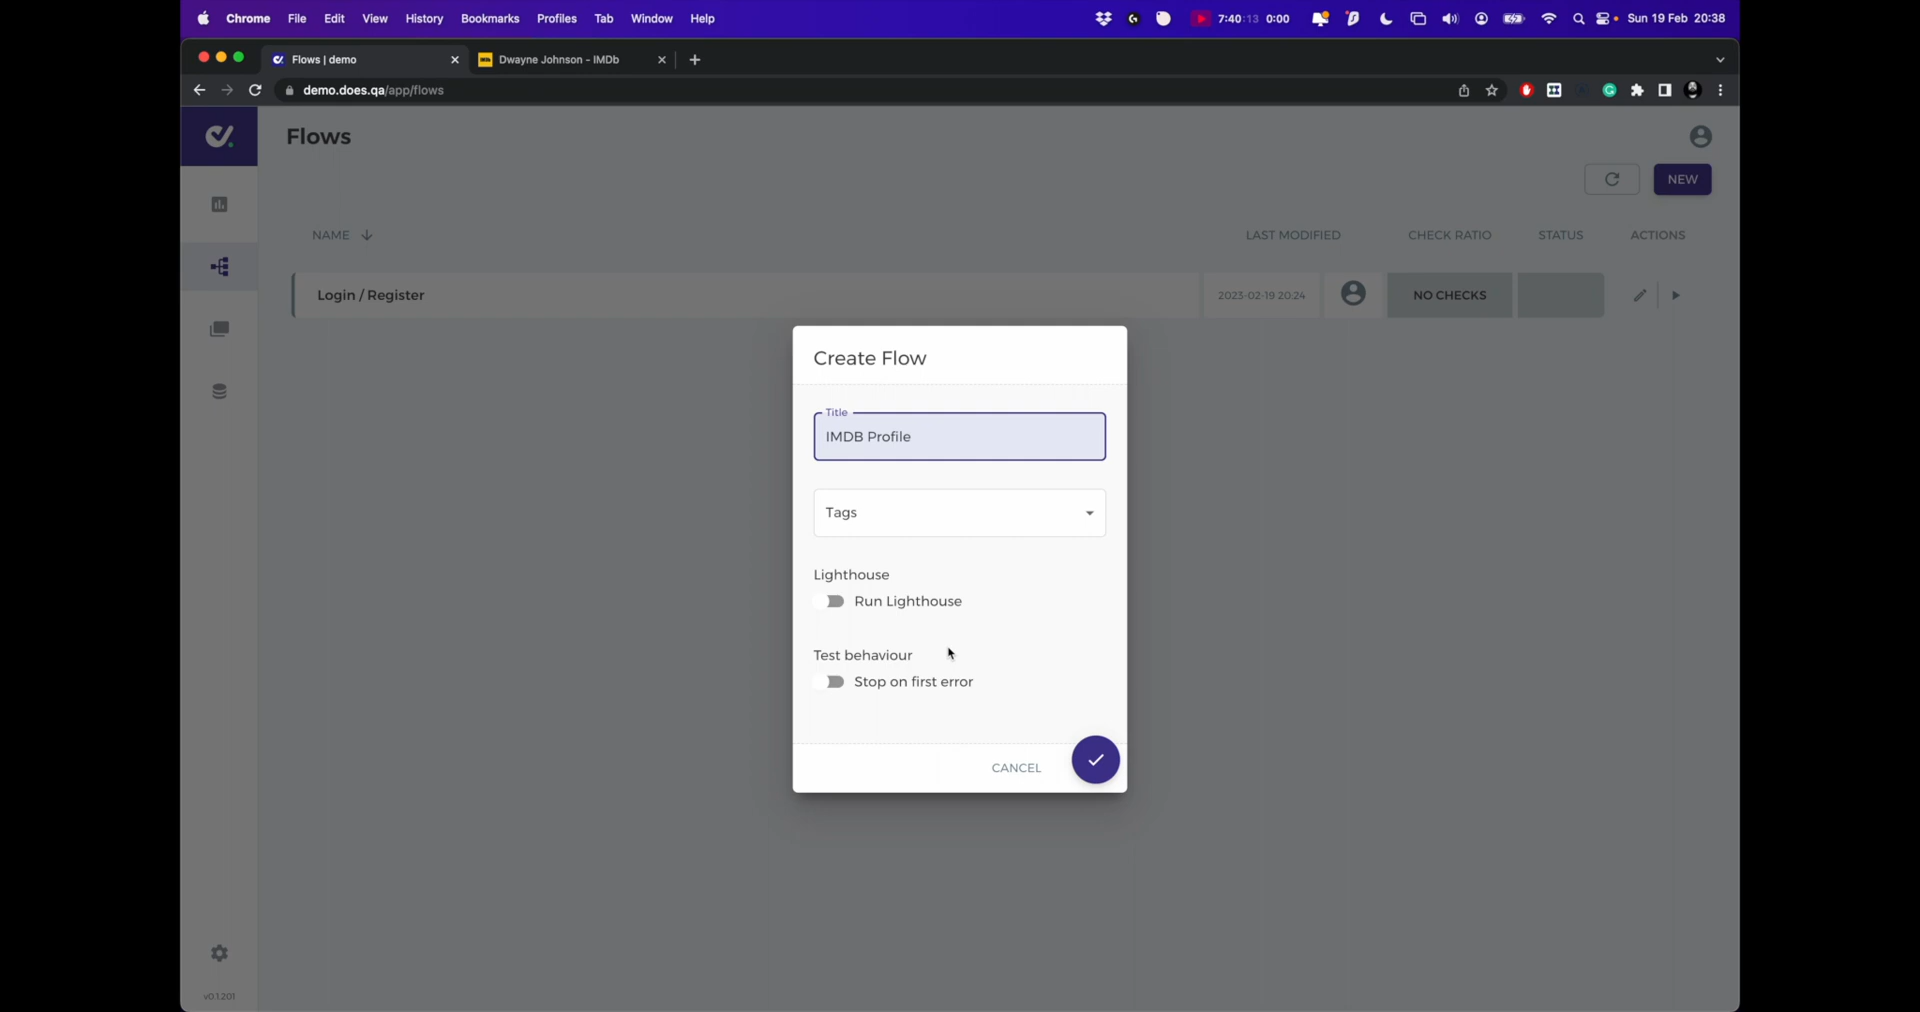 Chrome File Edit View History Bookmarks Profiles Tab Window Help 7:40:13 0:00 Sun 19 Feb 20:38
Flows | demo Dwayne Johnson - IMDb
demo.does.qa/app/flows
Flows
NEW
NAME LAST MODIFIED CHECK RATIO STATUS ACTIONS
Login / Register 2023-02-19 20:24 NO CHECKS
Create Flow
Title
IMDB Profile
Tags
Lighthouse
Run Lighthouse
Test behaviour
Stop on first error
CANCEL
v0.1.201